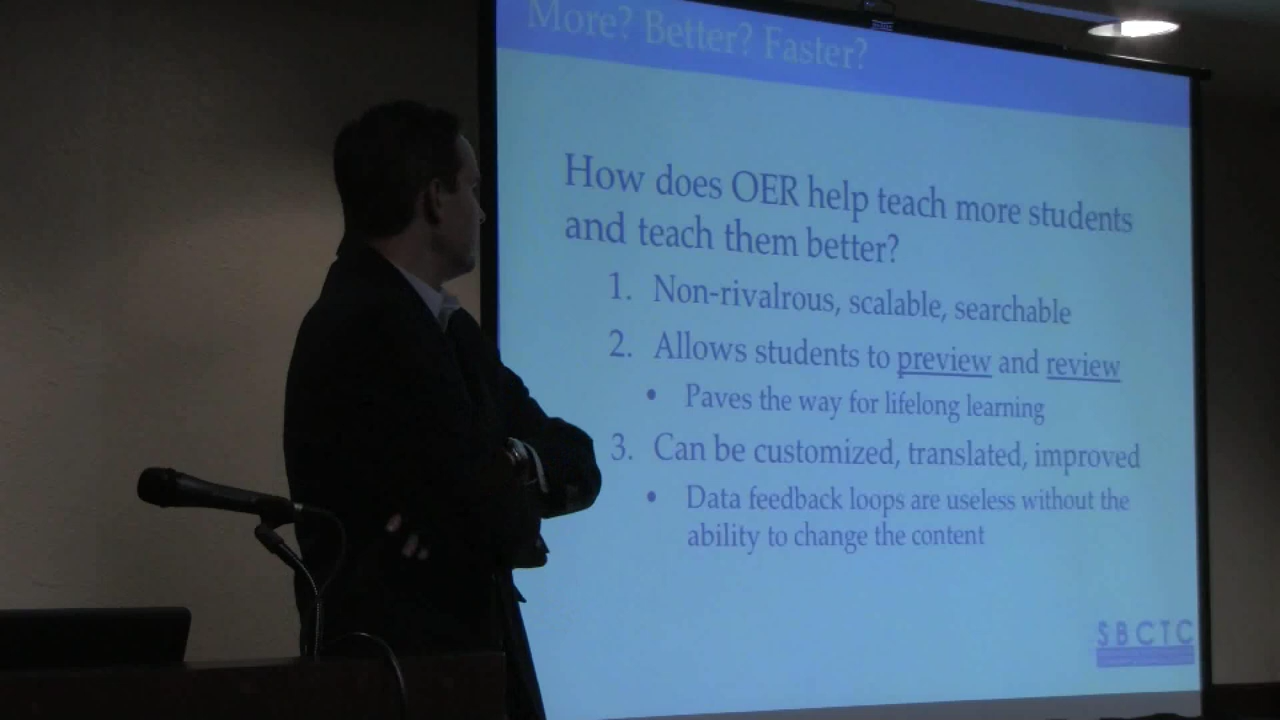 More? Better? Faster?
How does OER help teach more students
and teach them better?
1. Non-rivalrous, scalable, searchable
2. Allows students to preview and review
• Paves the way for lifelong learning
3. Can be customized, translated, improved
• Data feedback loops are useless without the
ability to change the content
SBCTC